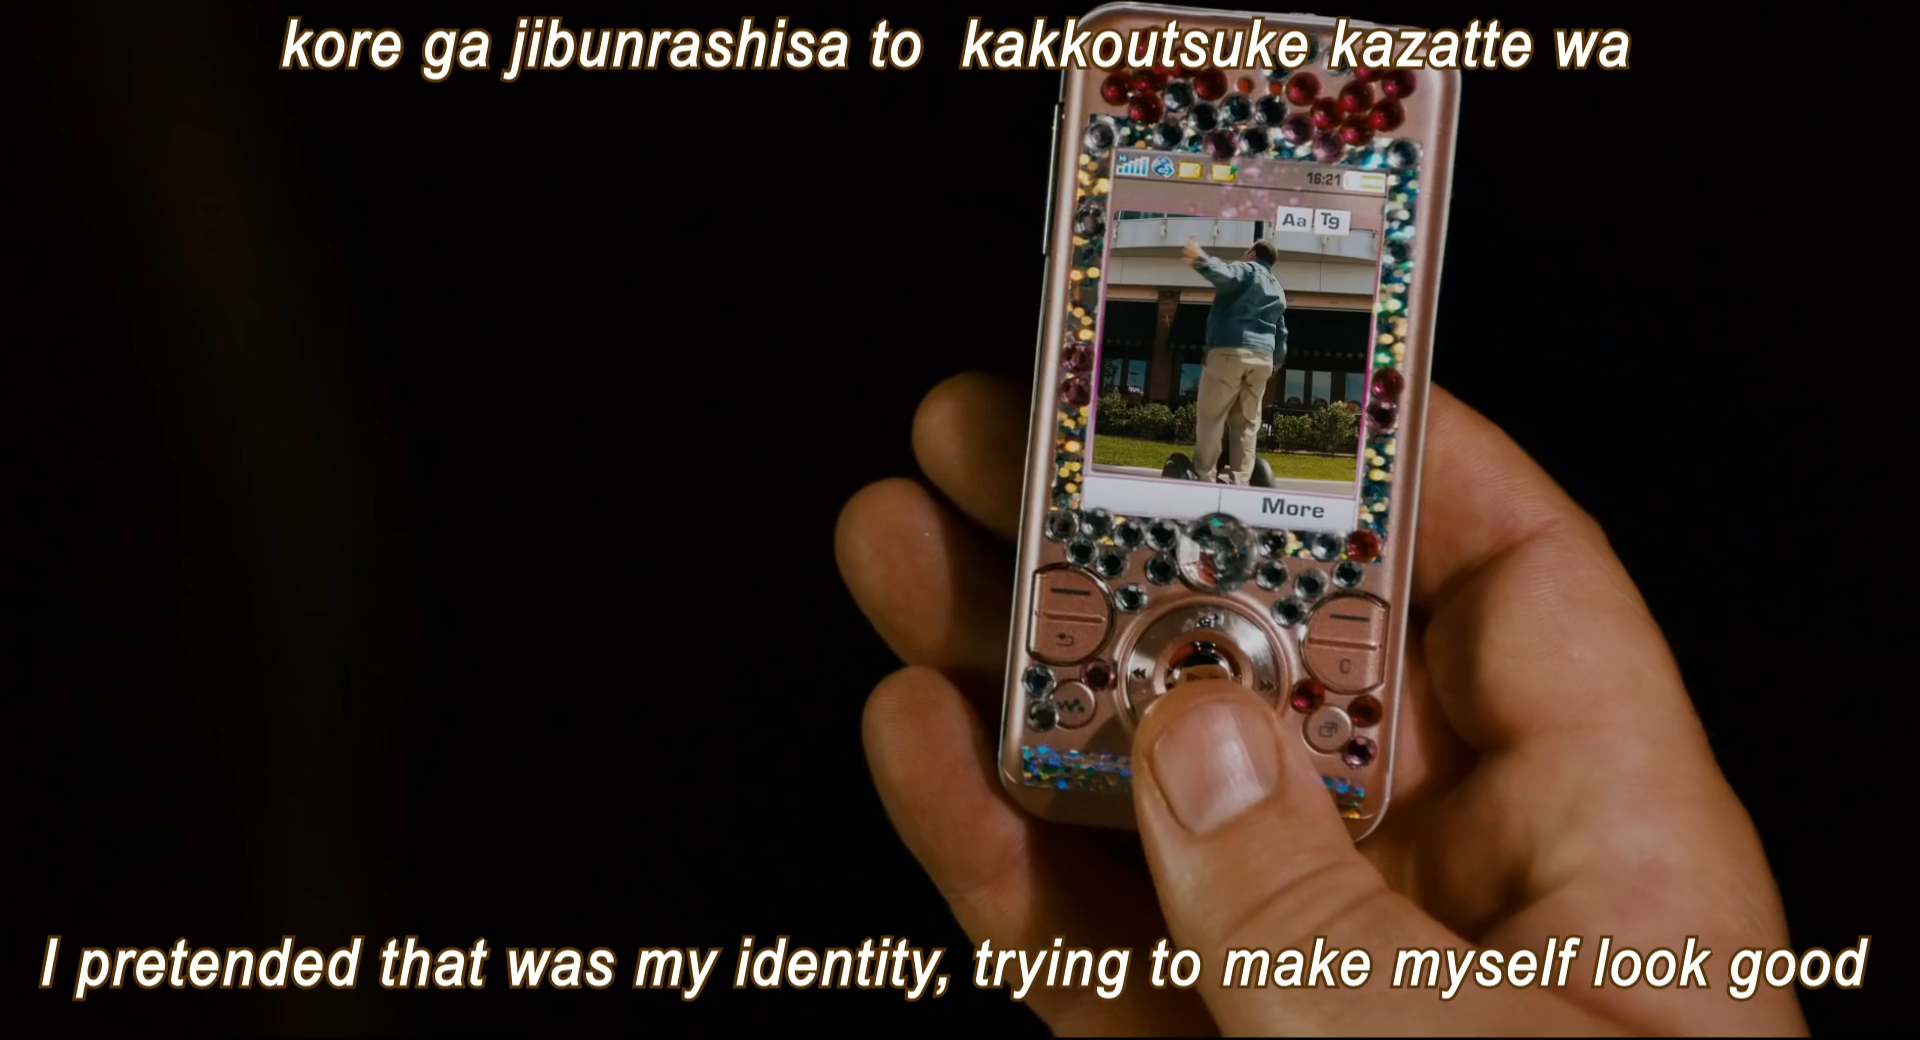 kore ga jibunrashisa to kakkoutsuke kazatte wa
16:21
Aa Tg
More
C
I pretended that was my identity, trying to make myself look good